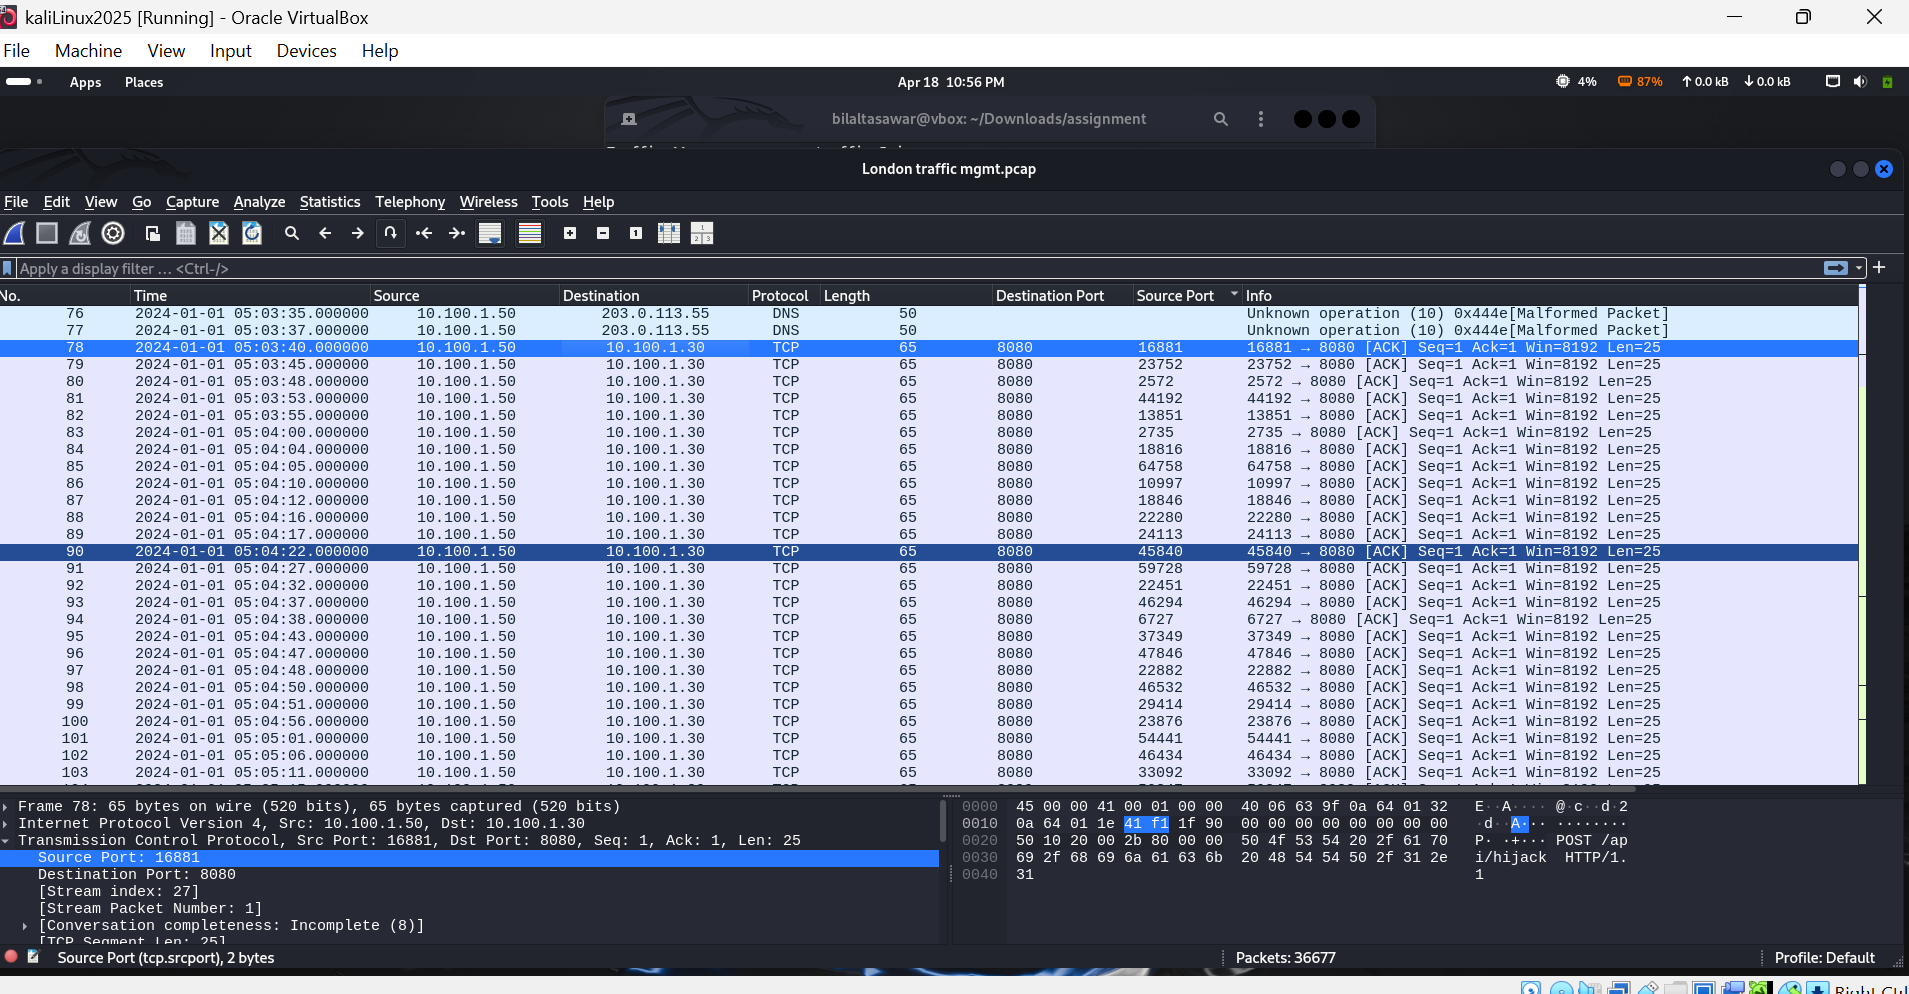 kaliLinux2025 [Running] - Oracle VirtualBox
File Machine View Input Devices Help
Apps Places Apr 18 10:56 PM 4% 87% ↑0.0 kB ↓0.0 kB
bilaltasawar@vbox: ~/Downloads/assignment
London traffic mgmt.pcap
File Edit View Go Capture Analyze Statistics Telephony Wireless Tools Help
Apply a display filter ... <Ctrl-/>
No. Time Source Destination Protocol Length Destination Port Source Port Info
76 2024-01-01 05:03:35.000000 10.100.1.50 203.0.113.55 DNS 50 Unknown operation (10) 0x444e[Malformed Packet]
77 2024-01-01 05:03:37.000000 10.100.1.50 203.0.113.55 DNS 50 Unknown operation (10) 0x444e[Malformed Packet]
78 2024-01-01 05:03:40.000000 10.100.1.50 10.100.1.30 TCP 65 8080 16881 16881 → 8080 [ACK] Seq=1 Ack=1 Win=8192 Len=25
79 2024-01-01 05:03:45.000000 10.100.1.50 10.100.1.30 TCP 65 8080 23752 23752 → 8080 [ACK] Seq=1 Ack=1 Win=8192 Len=25
80 2024-01-01 05:03:48.000000 10.100.1.50 10.100.1.30 TCP 65 8080 2572 2572 → 8080 [ACK] Seq=1 Ack=1 Win=8192 Len=25
81 2024-01-01 05:03:53.000000 10.100.1.50 10.100.1.30 TCP 65 8080 44192 44192 → 8080 [ACK] Seq=1 Ack=1 Win=8192 Len=25
82 2024-01-01 05:03:55.000000 10.100.1.50 10.100.1.30 TCP 65 8080 13851 13851 → 8080 [ACK] Seq=1 Ack=1 Win=8192 Len=25
83 2024-01-01 05:04:00.000000 10.100.1.50 10.100.1.30 TCP 65 8080 2735 2735 → 8080 [ACK] Seq=1 Ack=1 Win=8192 Len=25
84 2024-01-01 05:04:04.000000 10.100.1.50 10.100.1.30 TCP 65 8080 18816 18816 → 8080 [ACK] Seq=1 Ack=1 Win=8192 Len=25
85 2024-01-01 05:04:05.000000 10.100.1.50 10.100.1.30 TCP 65 8080 64758 64758 → 8080 [ACK] Seq=1 Ack=1 Win=8192 Len=25
86 2024-01-01 05:04:10.000000 10.100.1.50 10.100.1.30 TCP 65 8080 10997 10997 → 8080 [ACK] Seq=1 Ack=1 Win=8192 Len=25
87 2024-01-01 05:04:12.000000 10.100.1.50 10.100.1.30 TCP 65 8080 18846 18846 → 8080 [ACK] Seq=1 Ack=1 Win=8192 Len=25
88 2024-01-01 05:04:16.000000 10.100.1.50 10.100.1.30 TCP 65 8080 22280 22280 → 8080 [ACK] Seq=1 Ack=1 Win=8192 Len=25
89 2024-01-01 05:04:17.000000 10.100.1.50 10.100.1.30 TCP 65 8080 24113 24113 → 8080 [ACK] Seq=1 Ack=1 Win=8192 Len=25
90 2024-01-01 05:04:22.000000 10.100.1.50 10.100.1.30 TCP 65 8080 45840 45840 → 8080 [ACK] Seq=1 Ack=1 Win=8192 Len=25
91 2024-01-01 05:04:27.000000 10.100.1.50 10.100.1.30 TCP 65 8080 59728 59728 → 8080 [ACK] Seq=1 Ack=1 Win=8192 Len=25
92 2024-01-01 05:04:32.000000 10.100.1.50 10.100.1.30 TCP 65 8080 22451 22451 → 8080 [ACK] Seq=1 Ack=1 Win=8192 Len=25
93 2024-01-01 05:04:37.000000 10.100.1.50 10.100.1.30 TCP 65 8080 46294 46294 → 8080 [ACK] Seq=1 Ack=1 Win=8192 Len=25
94 2024-01-01 05:04:38.000000 10.100.1.50 10.100.1.30 TCP 65 8080 6727 6727 → 8080 [ACK] Seq=1 Ack=1 Win=8192 Len=25
95 2024-01-01 05:04:43.000000 10.100.1.50 10.100.1.30 TCP 65 8080 37349 37349 → 8080 [ACK] Seq=1 Ack=1 Win=8192 Len=25
96 2024-01-01 05:04:47.000000 10.100.1.50 10.100.1.30 TCP 65 8080 47846 47846 → 8080 [ACK] Seq=1 Ack=1 Win=8192 Len=25
97 2024-01-01 05:04:48.000000 10.100.1.50 10.100.1.30 TCP 65 8080 22882 22882 → 8080 [ACK] Seq=1 Ack=1 Win=8192 Len=25
98 2024-01-01 05:04:50.000000 10.100.1.50 10.100.1.30 TCP 65 8080 46532 46532 → 8080 [ACK] Seq=1 Ack=1 Win=8192 Len=25
99 2024-01-01 05:04:51.000000 10.100.1.50 10.100.1.30 TCP 65 8080 29414 29414 → 8080 [ACK] Seq=1 Ack=1 Win=8192 Len=25
100 2024-01-01 05:04:56.000000 10.100.1.50 10.100.1.30 TCP 65 8080 23876 23876 → 8080 [ACK] Seq=1 Ack=1 Win=8192 Len=25
101 2024-01-01 05:05:01.000000 10.100.1.50 10.100.1.30 TCP 65 8080 54441 54441 → 8080 [ACK] Seq=1 Ack=1 Win=8192 Len=25
102 2024-01-01 05:05:06.000000 10.100.1.50 10.100.1.30 TCP 65 8080 46434 46434 → 8080 [ACK] Seq=1 Ack=1 Win=8192 Len=25
103 2024-01-01 05:05:11.000000 10.100.1.50 10.100.1.30 TCP 65 8080 33092 33092 → 8080 [ACK] Seq=1 Ack=1 Win=8192 Len=25
Frame 78: 65 bytes on wire (520 bits), 65 bytes captured (520 bits)
Internet Protocol Version 4, Src: 10.100.1.50, Dst: 10.100.1.30
Transmission Control Protocol, Src Port: 16881, Dst Port: 8080, Seq: 1, Ack: 1, Len: 25
Source Port: 16881
Destination Port: 8080
[Stream index: 27]
[Stream Packet Number: 1]
[Conversation completeness: Incomplete (8)]
[TCP Segment Len: 25]
0000 45 00 00 41 00 01 00 00 40 06 63 9f 0a 64 01 32 E··A····@·c··d·2
0010 0a 64 01 1e 41 f1 1f 90 00 00 00 00 00 00 00 00 ·d··A···········
0020 50 10 20 00 2b 80 00 00 50 4f 53 54 20 2f 61 70 P· ·+···POST /ap
0030 69 2f 68 69 6a 61 63 6b 20 48 54 54 50 2f 31 2e i/hijack HTTP/1.
0040 31 1
Source Port (tcp.srcport), 2 bytes Packets: 36677 Profile: Default